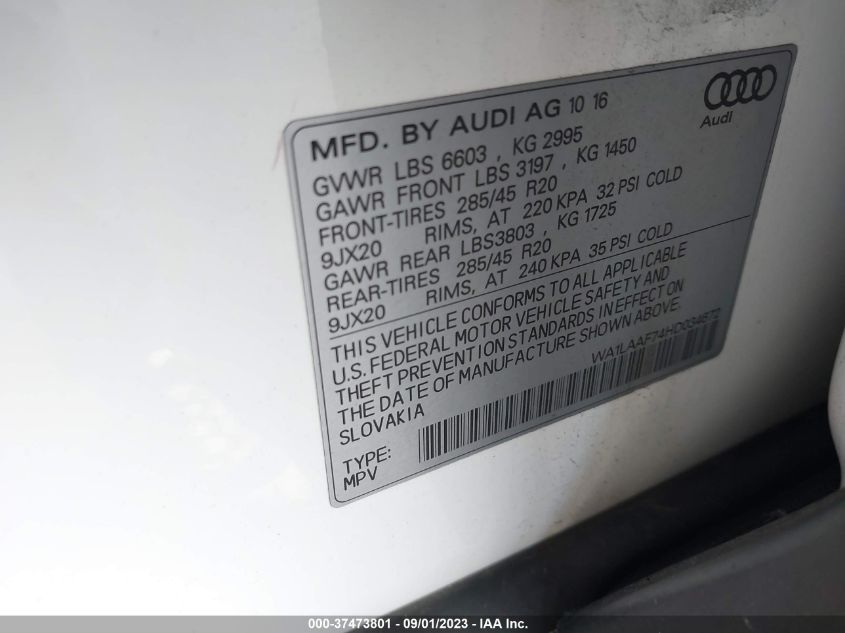 MFD. BY AUDI AG 10 16
Audi
GVWR LBS 6603 , KG 2995
GAWR FRONT LBS 3197 , KG 1450
FRONT-TIRES 285/45 R20
9JX20 RIMS, AT 220 KPA 32 PSI COLD
GAWR REAR LBS3803 , KG 1725
REAR-TIRES 285/45 R20
9JX20 RIMS, AT 240 KPA 35 PSI COLD
THIS VEHICLE CONFORMS TO ALL APPLICABLE
U.S. FEDERAL MOTOR VEHICLE SAFETY AND
THEFT PREVENTION STANDARDS IN EFFECT ON
THE DATE OF MANUFACTURE SHOWN ABOVE.
SLOVAKIA
WA1LAAF74HD034872
TYPE:
MPV
000-37473801 - 09/01/2023 - IAA Inc.